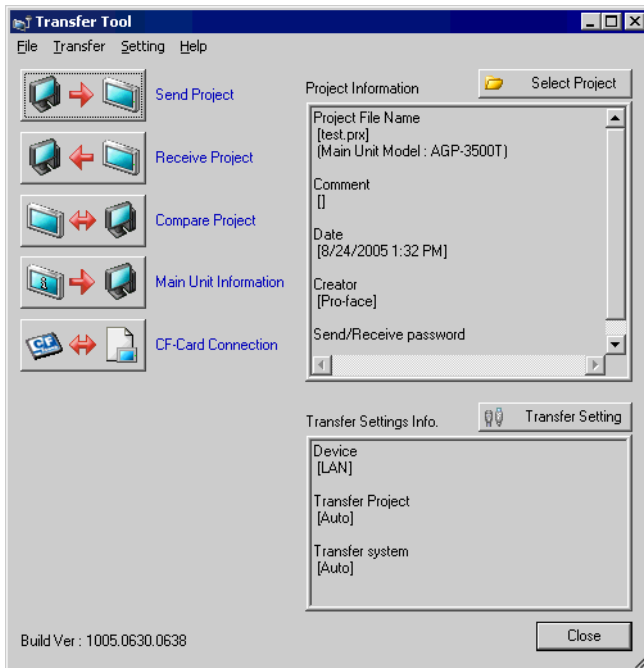 Transfer Tool
File Transfer Setting Help
Send Project
Receive Project
Compare Project
Main Unit Information
CF
CF-Card Connection
Project Information
Select Project
Project File Name
[test.prx]
(Main Unit Model : AGP-3500T)
Comment
[]
Date
[8/24/2005 1:32 PM]
Creator
[Pro-face]
Send/Receive password
Transfer Settings Info.
Transfer Setting
Device
[LAN]
Transfer Project
[Auto]
Transfer system
[Auto]
Build Ver : 1005.0630.0638
Close